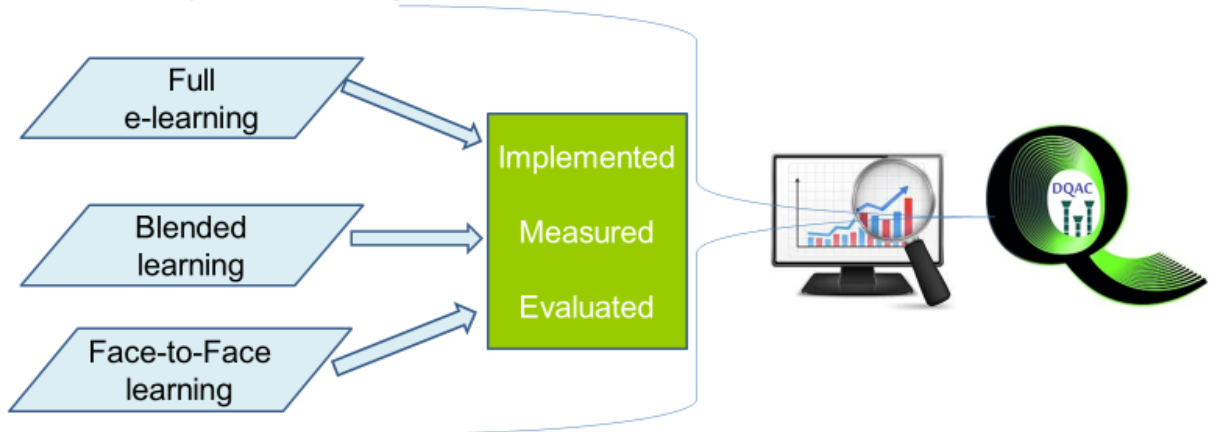 Full
e-learning
Blended
learning
Face-to-Face
learning
Implemented
Measured
Evaluated
DQAC